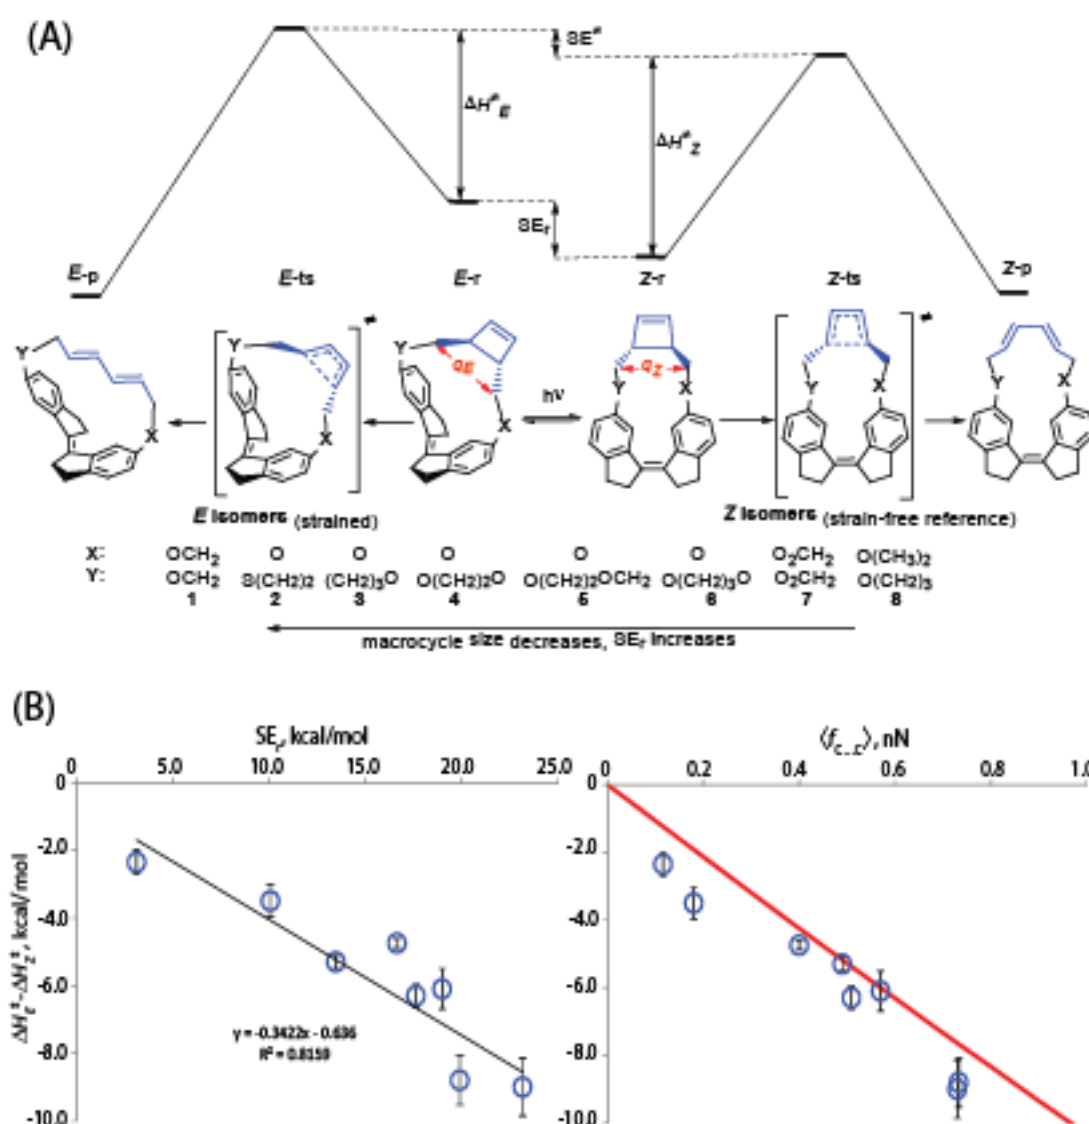 (A)
SE≠
ΔH≠E
ΔH≠Z
SEr
E-p
E-ts
E-r
Z-r
Z-ts
Z-p
≠
≠
Y
Y
Y
qE
qZ
hν
Y
X
Y
X
Y
X
X
X
X
E isomers (strained)
Z isomers (strain-free reference)
X: OCH2 O O O O O O2CH2 O(CH3)2
Y: OCH2 S(CH2)2 (CH2)3O O(CH2)2O O(CH2)2OCH2 O(CH2)3O O2CH2 O(CH2)3
1 2 3 4 5 6 7 8
macrocycle size decreases, SEr increases
(B)
SEr, kcal/mol
⟨fC...C⟩, nN
0 5.0 10.0 15.0 20.0 25.0
0 0.2 0.4 0.6 0.8 1.0
0
-2.0
-4.0
-6.0
-8.0
-10.0
0
-2.0
-4.0
-6.0
-8.0
-10.0
ΔHE‡-ΔHZ‡, kcal/mol
y = -0.3422x - 0.636
R² = 0.8159